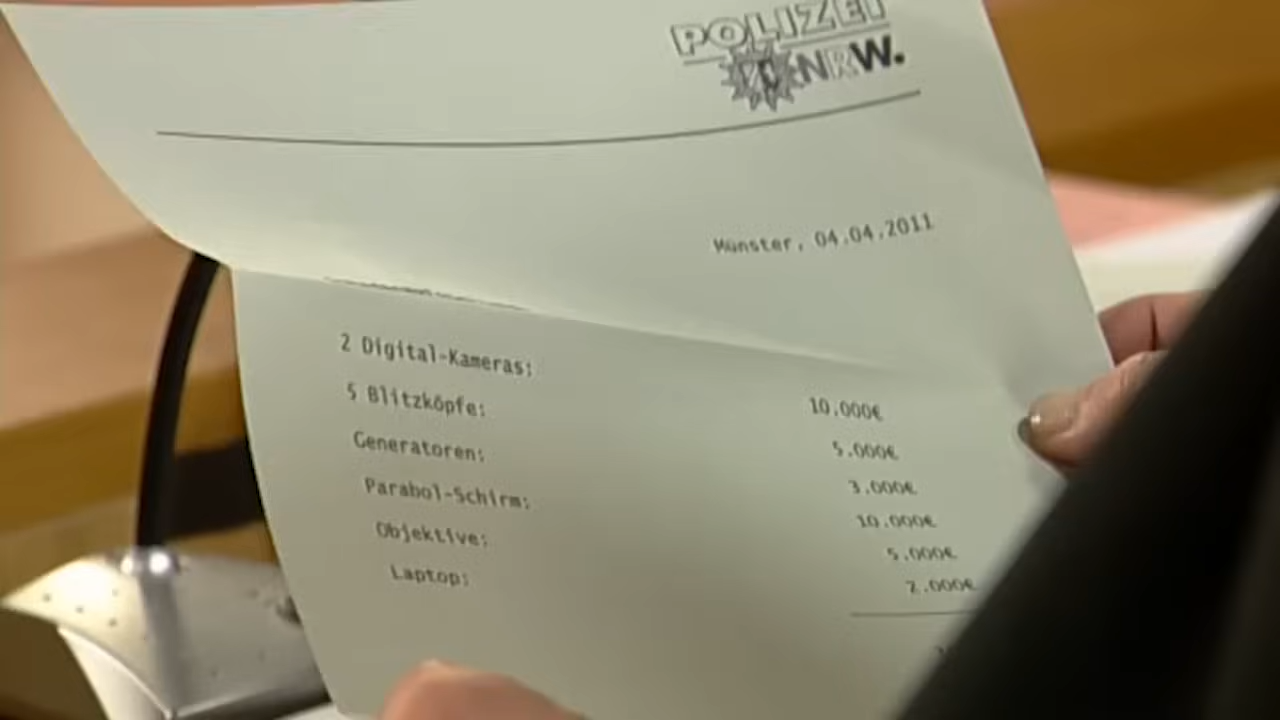 POLIZEI
NRW.
Münster, 04.04.2011
2 Digital-Kameras: 10.000€
5 Blitzköpfe: 5.000€
Generatoren: 3.000€
Parabol-Schirm: 10.000€
Objektive: 5.000€
Laptop: 2.000€